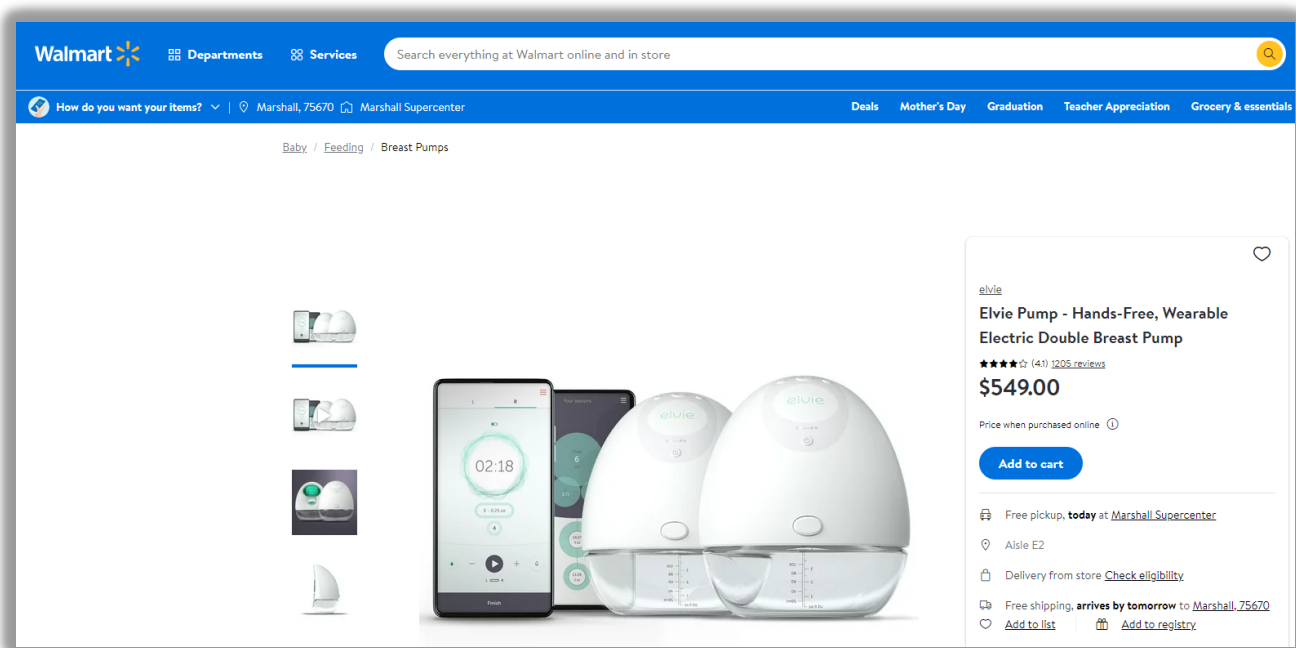 Walmart
Departments
Services
Search everything at Walmart online and in store
How do you want your items? | Marshall, 75670 Marshall Supercenter
Deals Mother's Day Graduation Teacher Appreciation Grocery & essentials
Baby / Feeding / Breast Pumps
elvie
Elvie Pump - Hands-Free, Wearable
Electric Double Breast Pump
(4.1) 1205 reviews
$549.00
Price when purchased online
Add to cart
Free pickup, today at Marshall Supercenter
Aisle E2
Delivery from store Check eligibility
Free shipping, arrives by tomorrow to Marshall, 75670
Add to list
Add to registry
L R
02:18
Finish
Your sessions
elvie
elvie